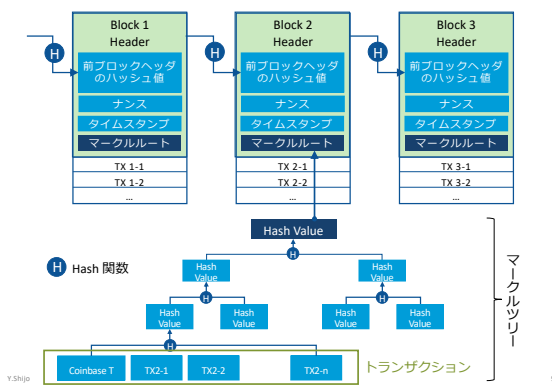 Block 1
Header
前ブロックヘッダ
のハッシュ値
ナンス
タイムスタンプ
マークルルート
TX 1-1
TX 1-2
...
Block 2
Header
前ブロックヘッダ
のハッシュ値
ナンス
タイムスタンプ
マークルルート
TX 2-1
TX 2-2
...
Block 3
Header
前ブロックヘッダ
のハッシュ値
ナンス
タイムスタンプ
マークルルート
TX 3-1
TX 3-2
...
H
H
H
Hash Value
H
H Hash 関数
Hash
Value
Hash
Value
H
H
Hash
Value
Hash
Value
Hash
Value
Hash
Value
H
Coinbase T
TX2-1
TX2-2
TX2-n
トランザクション
マークルツリー
Y.Shijo